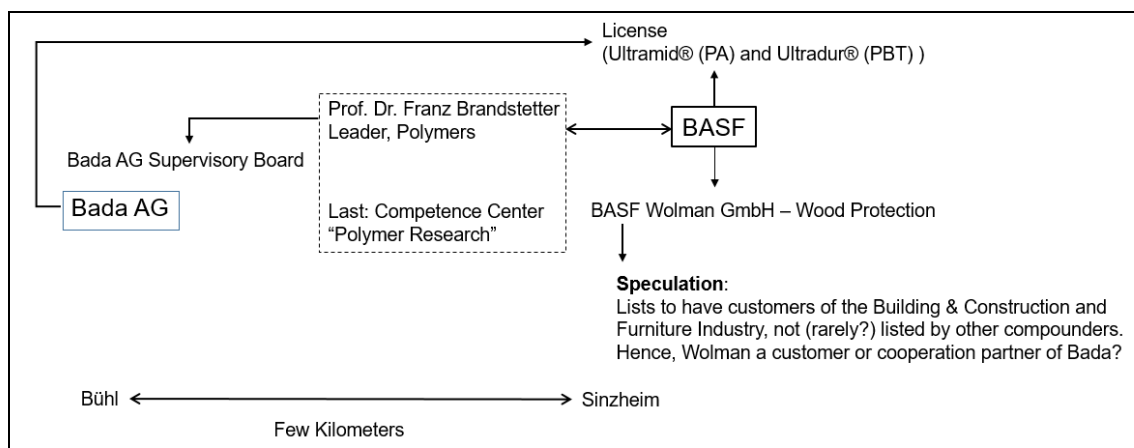 License
(Ultramid® (PA) and Ultradur® (PBT) )
Prof. Dr. Franz Brandstetter
Leader, Polymers
BASF
Bada AG Supervisory Board
Bada AG
Last: Competence Center
“Polymer Research”
BASF Wolman GmbH – Wood Protection
Speculation:
Lists to have customers of the Building & Construction and
Furniture Industry, not (rarely?) listed by other compounders.
Hence, Wolman a customer or cooperation partner of Bada?
Bühl
Sinzheim
Few Kilometers